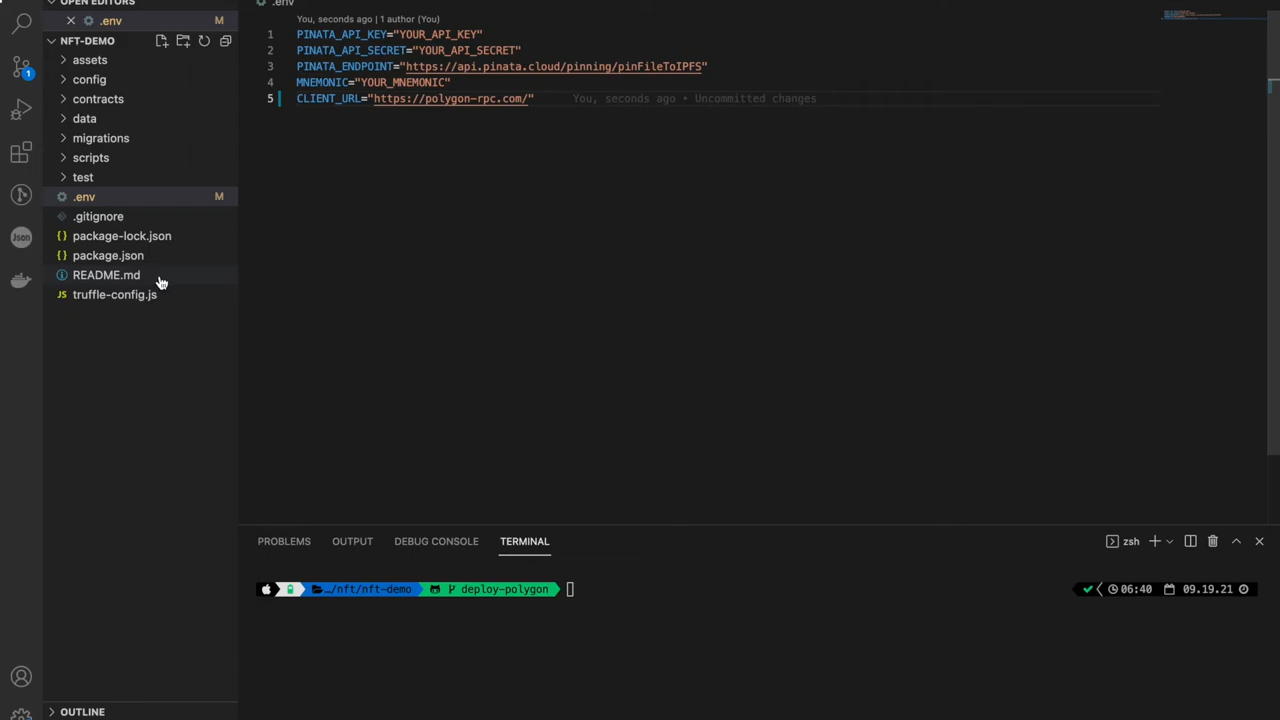 OPEN EDITORS
.env M
NFT-DEMO
assets
config
contracts
data
migrations
scripts
test
.env M
.gitignore
package-lock.json
package.json
README.md
truffle-config.js
OUTLINE
1
Json
.env
You, seconds ago | 1 author (You)
1 PINATA_API_KEY="YOUR_API_KEY"
2 PINATA_API_SECRET="YOUR_API_SECRET"
3 PINATA_ENDPOINT="https://api.pinata.cloud/pinning/pinFileToIPFS"
4 MNEMONIC="YOUR_MNEMONIC"
5 CLIENT_URL="https://polygon-rpc.com/" You, seconds ago • Uncommitted changes
PROBLEMS OUTPUT DEBUG CONSOLE TERMINAL zsh
…/nft/nft-demo deploy-polygon 06:40 09.19.21